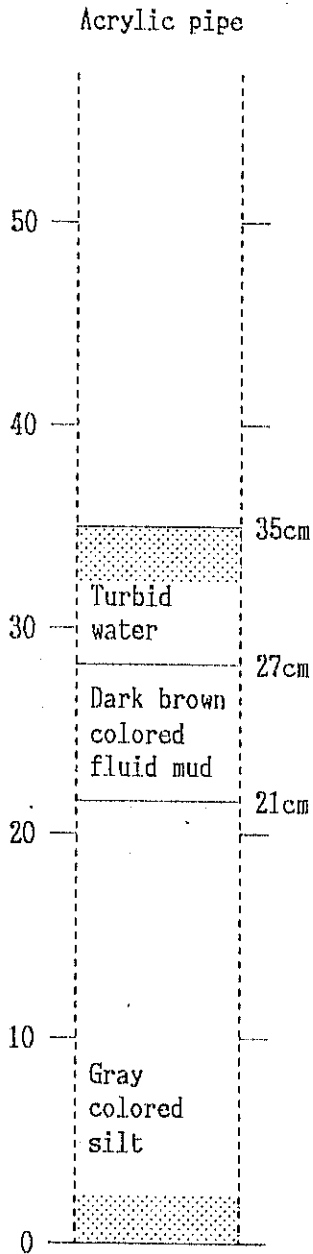 Acrylic pipe
50
40
35cm
Turbid
30
water
27cm
Dark brown
colored
fluid mud
21cm
20
10
Gray
colored
silt
0